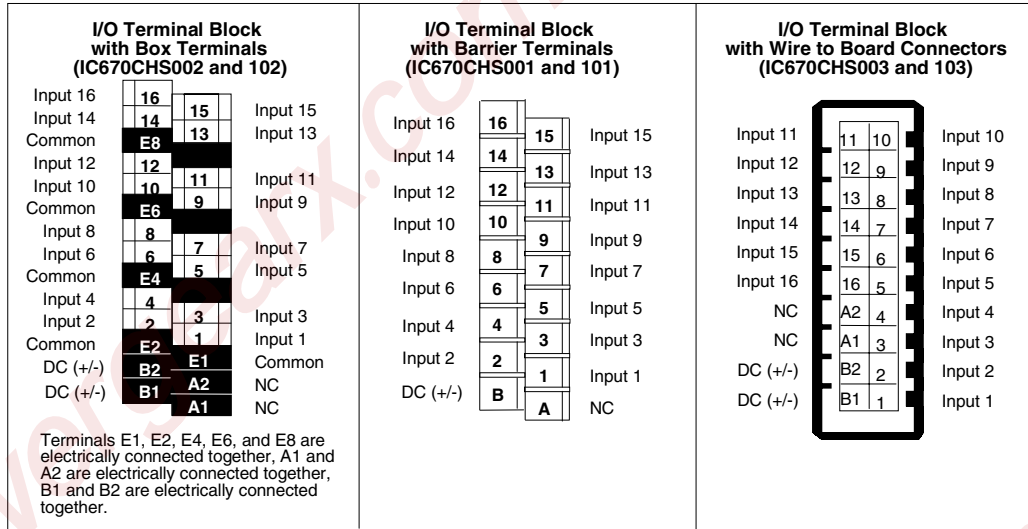 I/O Terminal Block
with Box Terminals
(IC670CHS002 and 102)
Input 16 16
15 Input 15
Input 14 14
13 Input 13
Common E8
Input 12 12
11 Input 11
Input 10 10
9 Input 9
Common E6
Input 8 8
7 Input 7
Input 6 6
5 Input 5
Common E4
Input 4 4
3 Input 3
Input 2 2
1 Input 1
Common E2
E1 Common
DC (+/-) B2
A2 NC
DC (+/-) B1
A1 NC
Terminals E1, E2, E4, E6, and E8 are
electrically connected together, A1 and
A2 are electrically connected together,
B1 and B2 are electrically connected
together.
I/O Terminal Block
with Barrier Terminals
(IC670CHS001 and 101)
Input 16 16
15 Input 15
Input 14 14
13 Input 13
Input 12 12
11 Input 11
Input 10 10
9 Input 9
Input 8 8
7 Input 7
Input 6 6
5 Input 5
Input 4 4
3 Input 3
Input 2 2
1 Input 1
DC (+/-) B
A NC
I/O Terminal Block
with Wire to Board Connectors
(IC670CHS003 and 103)
Input 11 11 10 Input 10
Input 12 12 9 Input 9
Input 13 13 8 Input 8
Input 14 14 7 Input 7
Input 15 15 6 Input 6
Input 16 16 5 Input 5
NC A2 4 Input 4
NC A1 3 Input 3
DC (+/-) B2 2 Input 2
DC (+/-) B1 1 Input 1